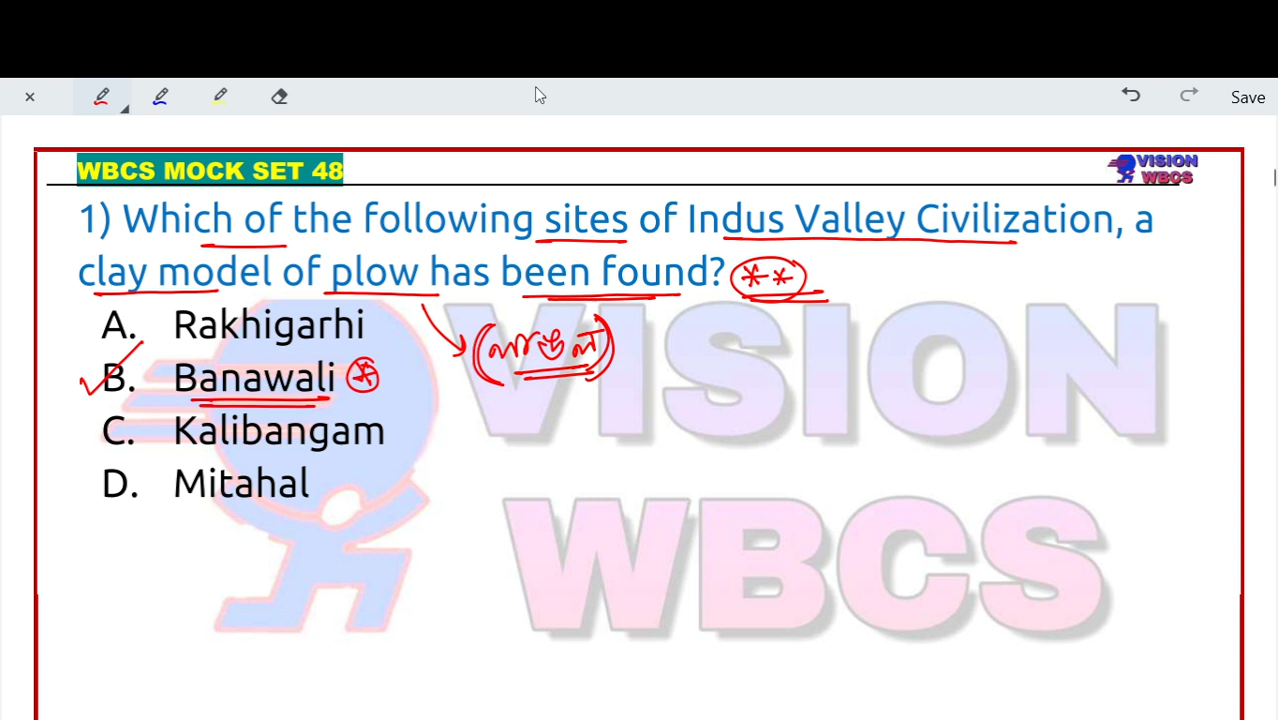 Save
WBCS MOCK SET 48
VISION
WBCS
1) Which of the following sites of Indus Valley Civilization, a
clay model of plow has been found? (**)
A. Rakhigarhi
(লাঙল)
B. Banawali *
C. Kalibangam
D. Mitahal
VISION
WBCS